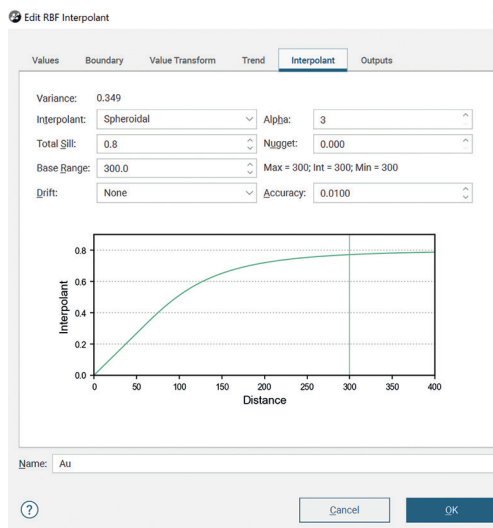 Edit RBF Interpolant
Values Boundary Value Transform Trend Interpolant Outputs
Variance: 0.349
Interpolant: Spheroidal Alpha: 3
Total Sill: 0.8 Nugget: 0.000
Base Range: 300.0 Max = 300; Int = 300; Min = 300
Drift: None Accuracy: 0.0100
Interpolant
0.8
0.6
0.4
0.2
0.0
0 50 100 150 200 250 300 350 400
Distance
Name: Au
? Cancel OK